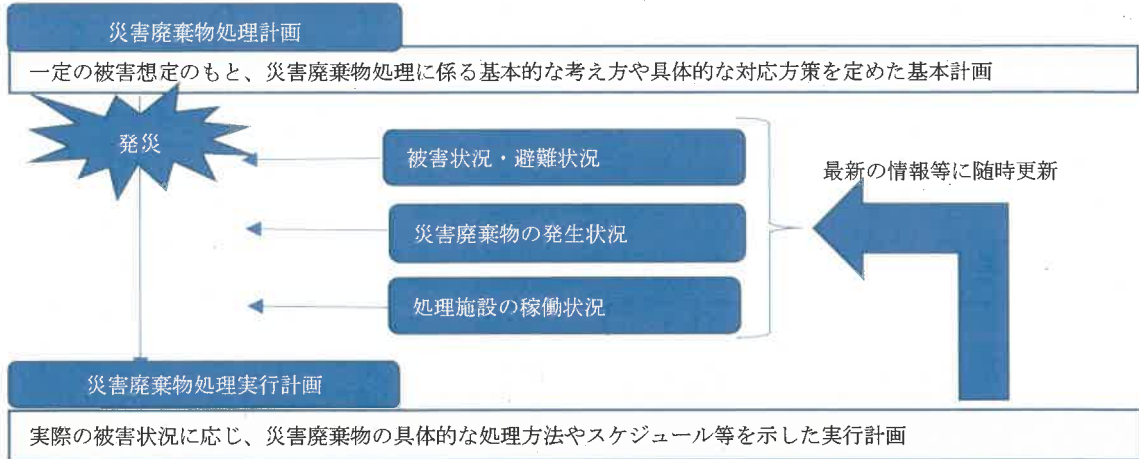 災害廃棄物処理計画
一定の被害想定のもと、災害廃棄物処理に係る基本的な考え方や具体的な対応方策を定めた基本計画
発災
被害状況・避難状況
最新の情報等に随時更新
災害廃棄物の発生状況
処理施設の稼働状況
災害廃棄物処理実行計画
実際の被害状況に応じ、災害廃棄物の具体的な処理方法やスケジュール等を示した実行計画